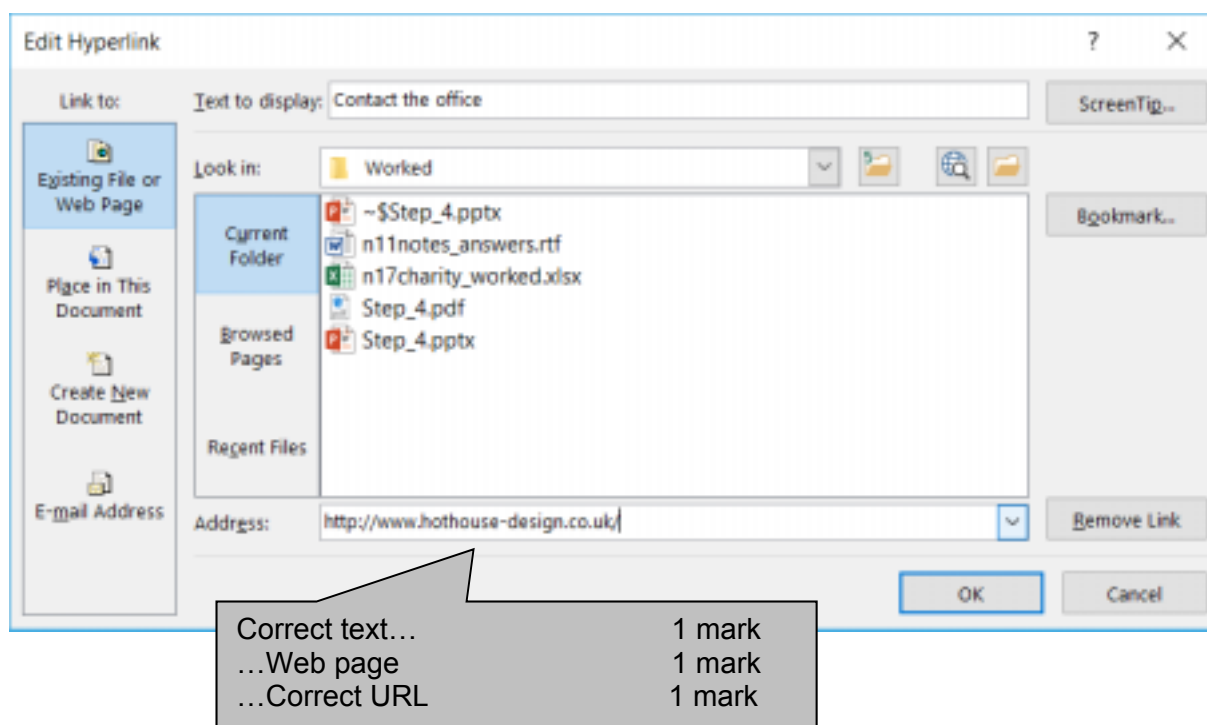 Edit Hyperlink ? ✕
Link to:
Text to display: Contact the office
ScreenTip...
Existing File or
Web Page
Look in: Worked
Current
Folder
~$Step_4.pptx
n11notes_answers.rtf
n17charity_worked.xlsx
Step_4.pdf
Step_4.pptx
Bookmark...
Place in This
Document
Browsed
Pages
Create New
Document
Recent Files
E-mail Address
Address: http://www.hothouse-design.co.uk/
Remove Link
OK Cancel
Correct text… 1 mark
…Web page 1 mark
…Correct URL 1 mark